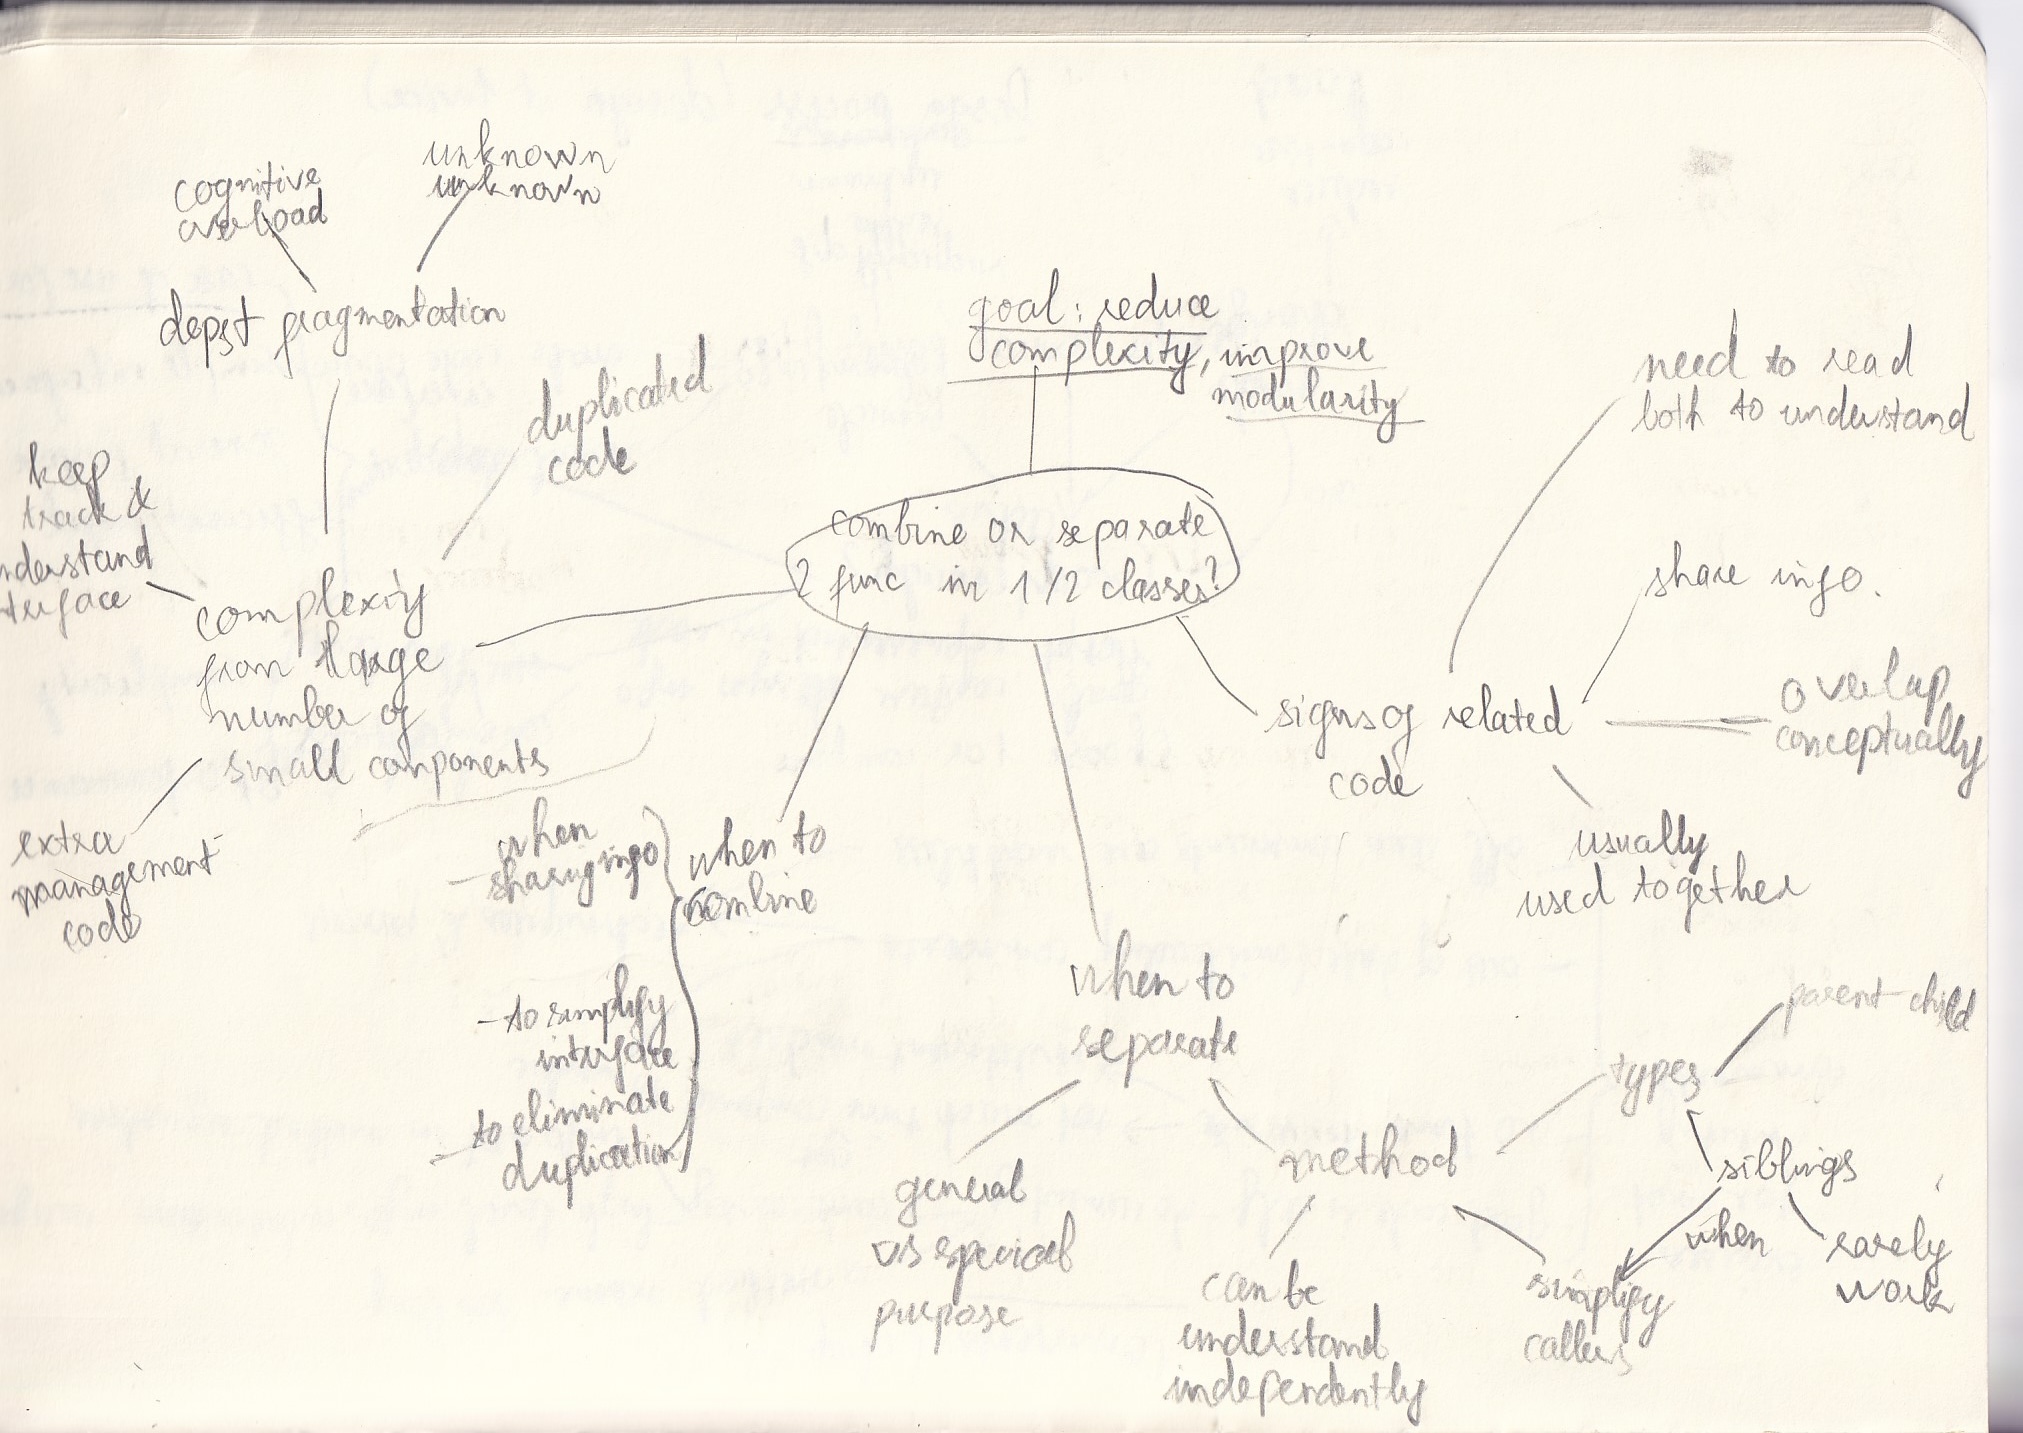 unknown
unknown
cognitive
overload
fragmentation
goal: reduce
complexity, improve
modularity
need to read
both to understand
duplicated
code
keep
track &
nderstand
terface
combine or separate
2 func in 1/2 classes?
share info.
complexity
from large
number of
small components
signs of related
code
overlap
conceptually
extra
management
code
usually
used together
when to
combine
- when
sharing info
- to simplify
interface
- to eliminate
duplication
when to
separate
general
vs special
purpose
method
can be
understand
independently
simplify
callers
types
parent-child
siblings
when
rarely
work